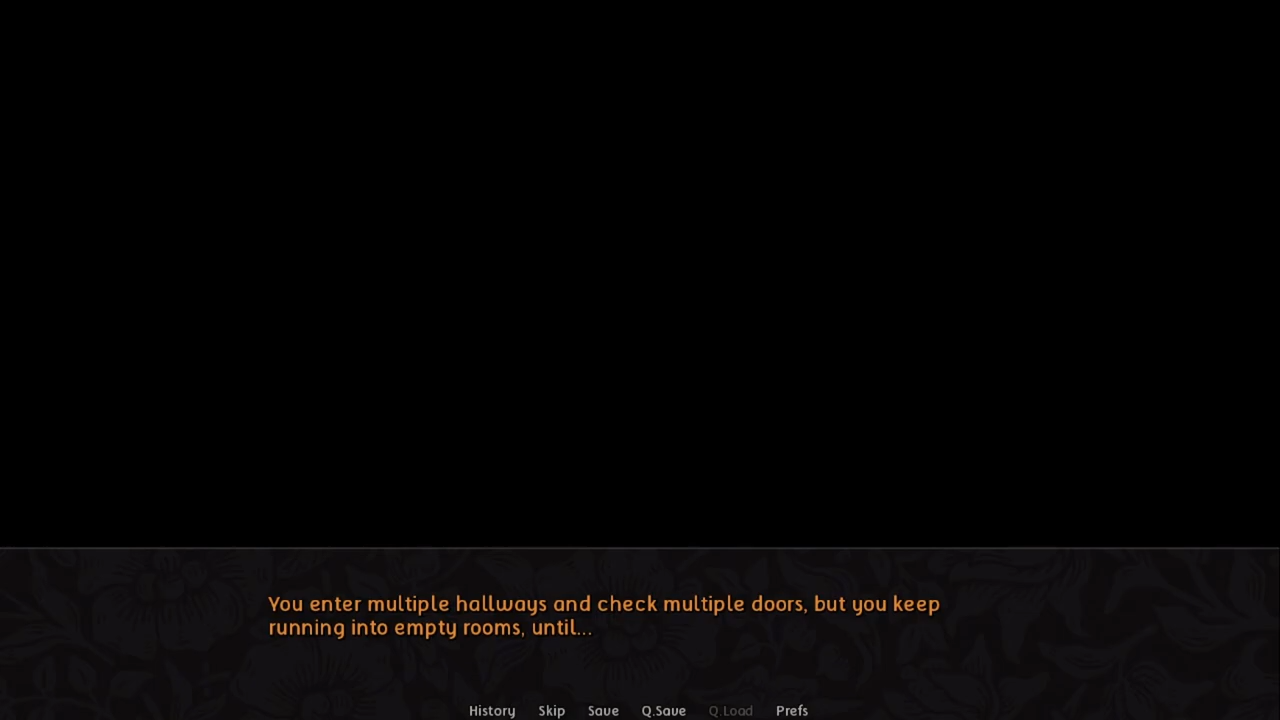 You enter multiple hallways and check multiple doors, but you keep
running into empty rooms, until...
History Skip Save Q.Save Q.Load Prefs